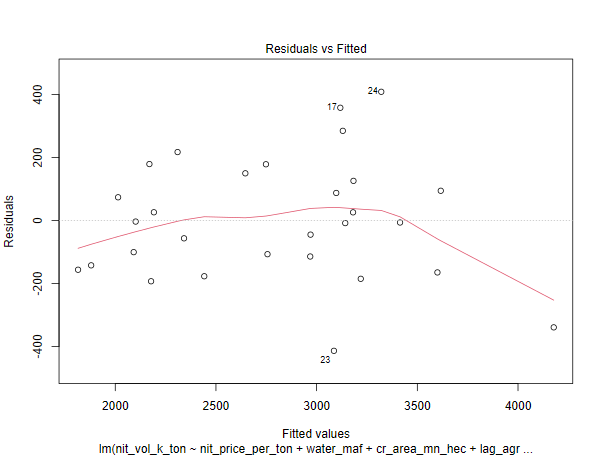 Residuals vs Fitted
Residuals
400
200
0
-200
-400
17
24
23
2000 2500 3000 3500 4000
Fitted values
lm(nit_vol_k_ton ~ nit_price_per_ton + water_maf + cr_area_mn_hec + lag_agr ...